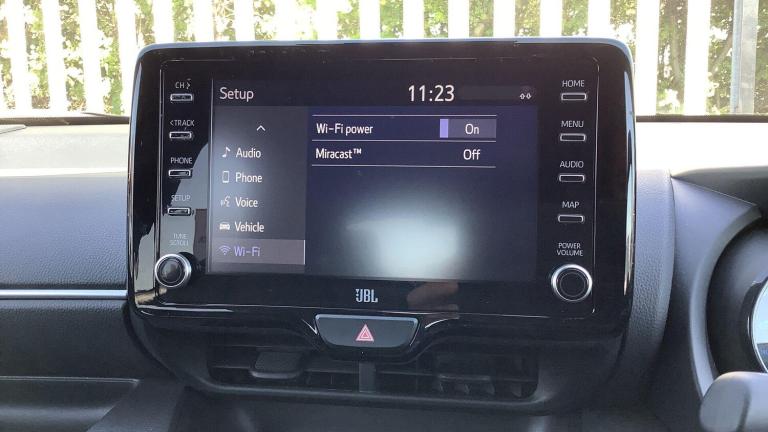 CH >
< TRACK
PHONE
SETUP
TUNE
SCROLL
Setup
11:23
Audio
Phone
Voice
Vehicle
Wi-Fi
Wi-Fi power On
Miracast™ Off
HOME
MENU
AUDIO
MAP
POWER
VOLUME
JBL